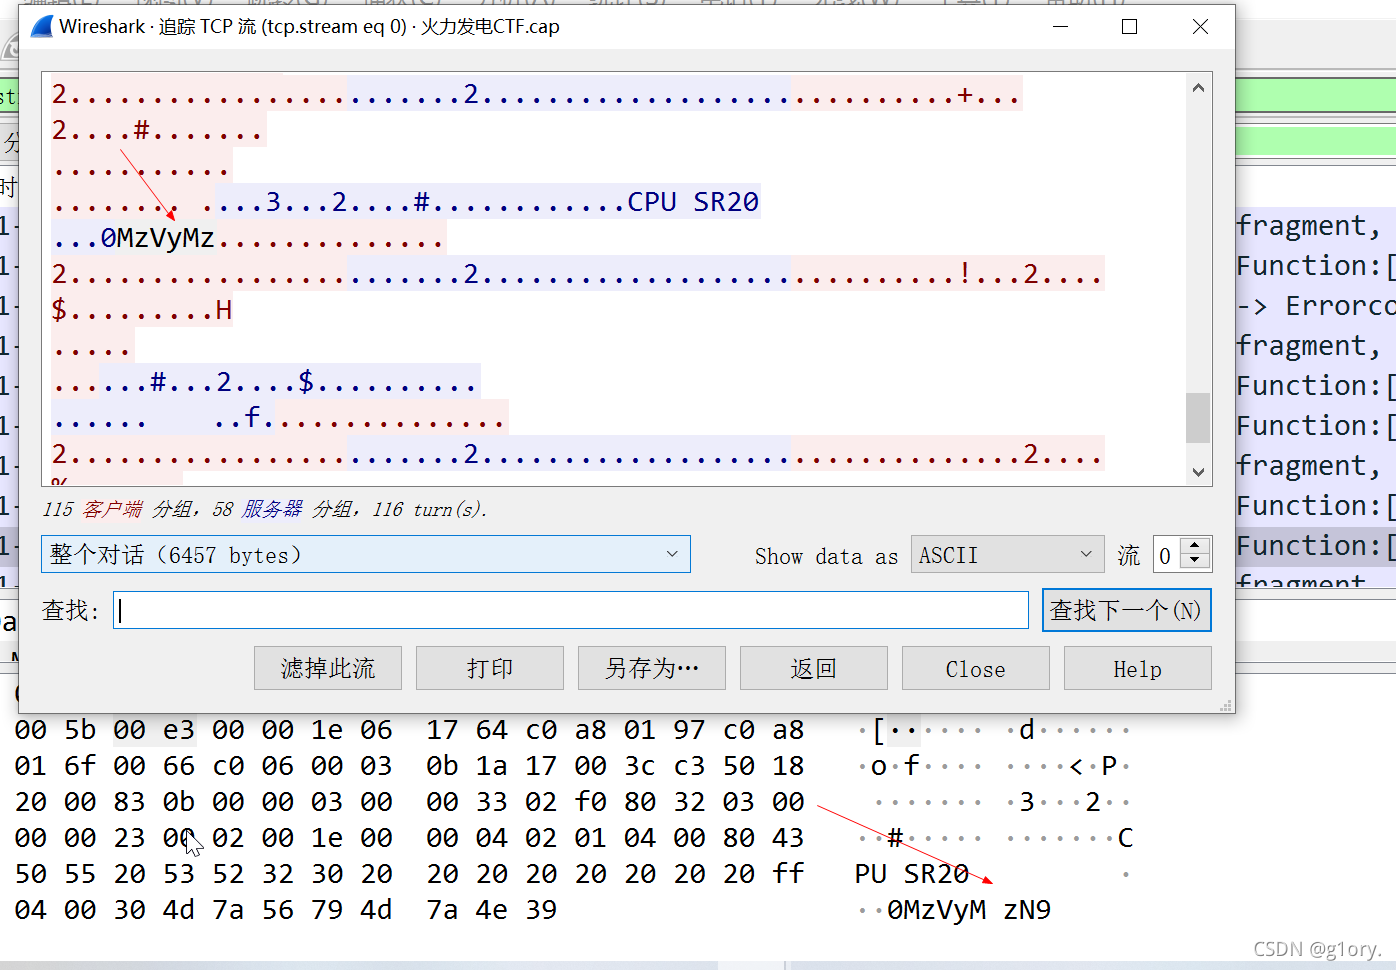 Wireshark · 追踪 TCP 流 (tcp.stream eq 0) · 火力发电CTF.cap
2........................2.............................+...
2....#.......
...........
........ ....3...2....#............CPU SR20
...0MzVyMz..............
2........................2.............................!...2....
$.........H
.....
......#...2....$..........
...... ..f...............
2........................2.................................2....
fragment,
Function:[
-> Errorco
fragment,
Function:[
Function:[
fragment,
Function:[
Function:[
115 客户端 分组，58 服务器 分组，116 turn(s).
整个对话（6457 bytes）
Show data as ASCII 流 0
查找:
查找下一个(N)
滤掉此流 打印 另存为… 返回 Close Help
00 5b 00 e3 00 00 1e 06 17 64 c0 a8 01 97 c0 a8 ·[······ ·d······
01 6f 00 66 c0 06 00 03 0b 1a 17 00 3c c3 50 18 ·o·f···· ····<·P·
20 00 83 0b 00 00 03 00 00 33 02 f0 80 32 03 00 ······· ·3···2··
00 00 23 00 02 00 1e 00 00 04 02 01 04 00 80 43 ··#····· ·······C
50 55 20 53 52 32 30 20 20 20 20 20 20 20 20 ff PU SR20 ·
04 00 30 4d 7a 56 79 4d 7a 4e 39 ··0MzVyM zN9
CSDN @g1ory.